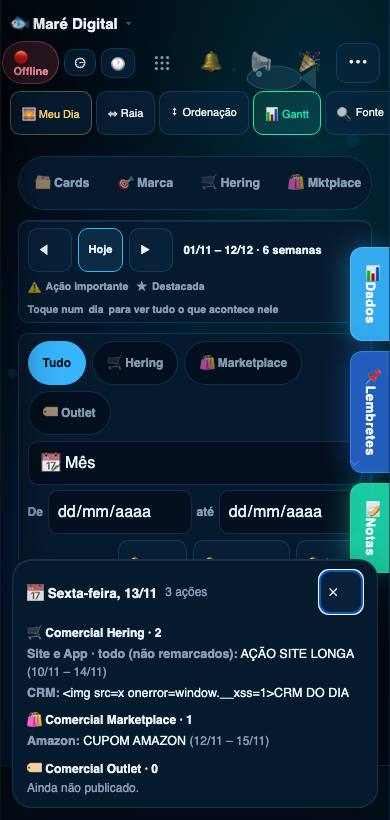 Maré Digital
Offline
Meu Dia
Raia
Ordenação
Gantt
Fonte
Cards
Marca
Hering
Mktplace
Hoje
01/11 – 12/12 · 6 semanas
Ação importante
Destacada
Toque num dia para ver tudo o que acontece nele
Dados
Lembretes
Notas
Tudo
Hering
Marketplace
Outlet
Mês
De dd/mm/aaaa até dd/mm/aaaa
Sexta-feira, 13/11 3 ações
×
Comercial Hering · 2
Site e App · todo (não remarcados): AÇÃO SITE LONGA
(10/11 – 14/11)
CRM: <img src=x onerror=window.__xss=1>CRM DO DIA
Comercial Marketplace · 1
Amazon: CUPOM AMAZON (12/11 – 15/11)
Comercial Outlet · 0
Ainda não publicado.